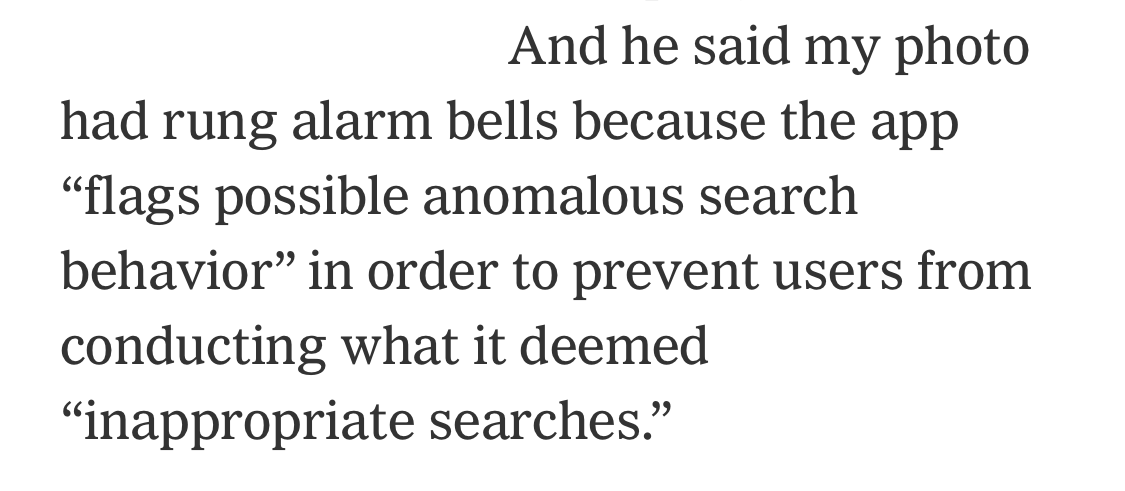 And he said my photo
had rung alarm bells because the app
“flags possible anomalous search
behavior” in order to prevent users from
conducting what it deemed
“inappropriate searches.”